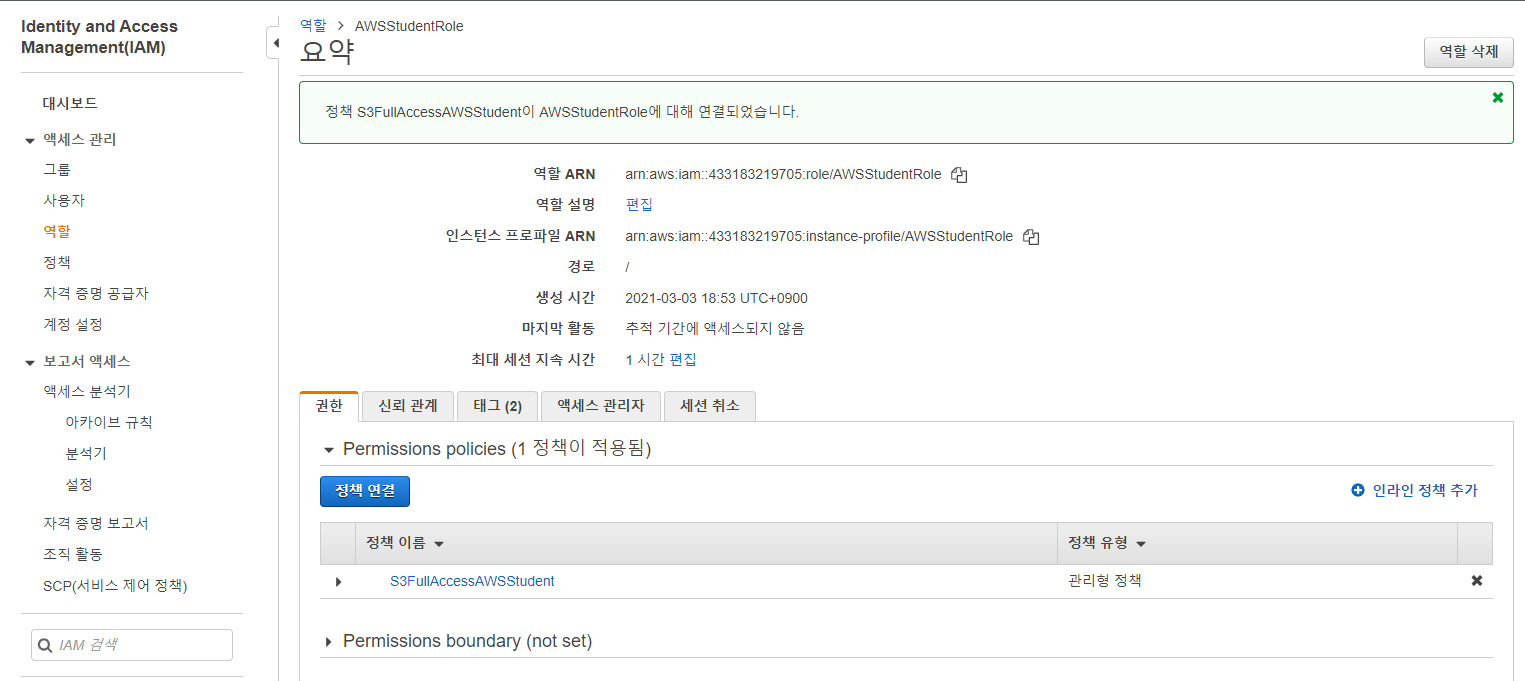 Identity and Access
Management(IAM)
대시보드
액세스 관리
그룹
사용자
역할
정책
자격 증명 공급자
계정 설정
보고서 액세스
액세스 분석기
아카이브 규칙
분석기
설정
자격 증명 보고서
조직 활동
SCP(서비스 제어 정책)
IAM 검색
역할 > AWSStudentRole
요약
역할 삭제
정책 S3FullAccessAWSStudent이 AWSStudentRole에 대해 연결되었습니다.
역할 ARN arn:aws:iam::433183219705:role/AWSStudentRole
역할 설명 편집
인스턴스 프로파일 ARN arn:aws:iam::433183219705:instance-profile/AWSStudentRole
경로 /
생성 시간 2021-03-03 18:53 UTC+0900
마지막 활동 추적 기간에 액세스되지 않음
최대 세션 지속 시간 1 시간 편집
권한 신뢰 관계 태그 (2) 액세스 관리자 세션 취소
Permissions policies (1 정책이 적용됨)
정책 연결 인라인 정책 추가
정책 이름 정책 유형
S3FullAccessAWSStudent 관리형 정책
Permissions boundary (not set)